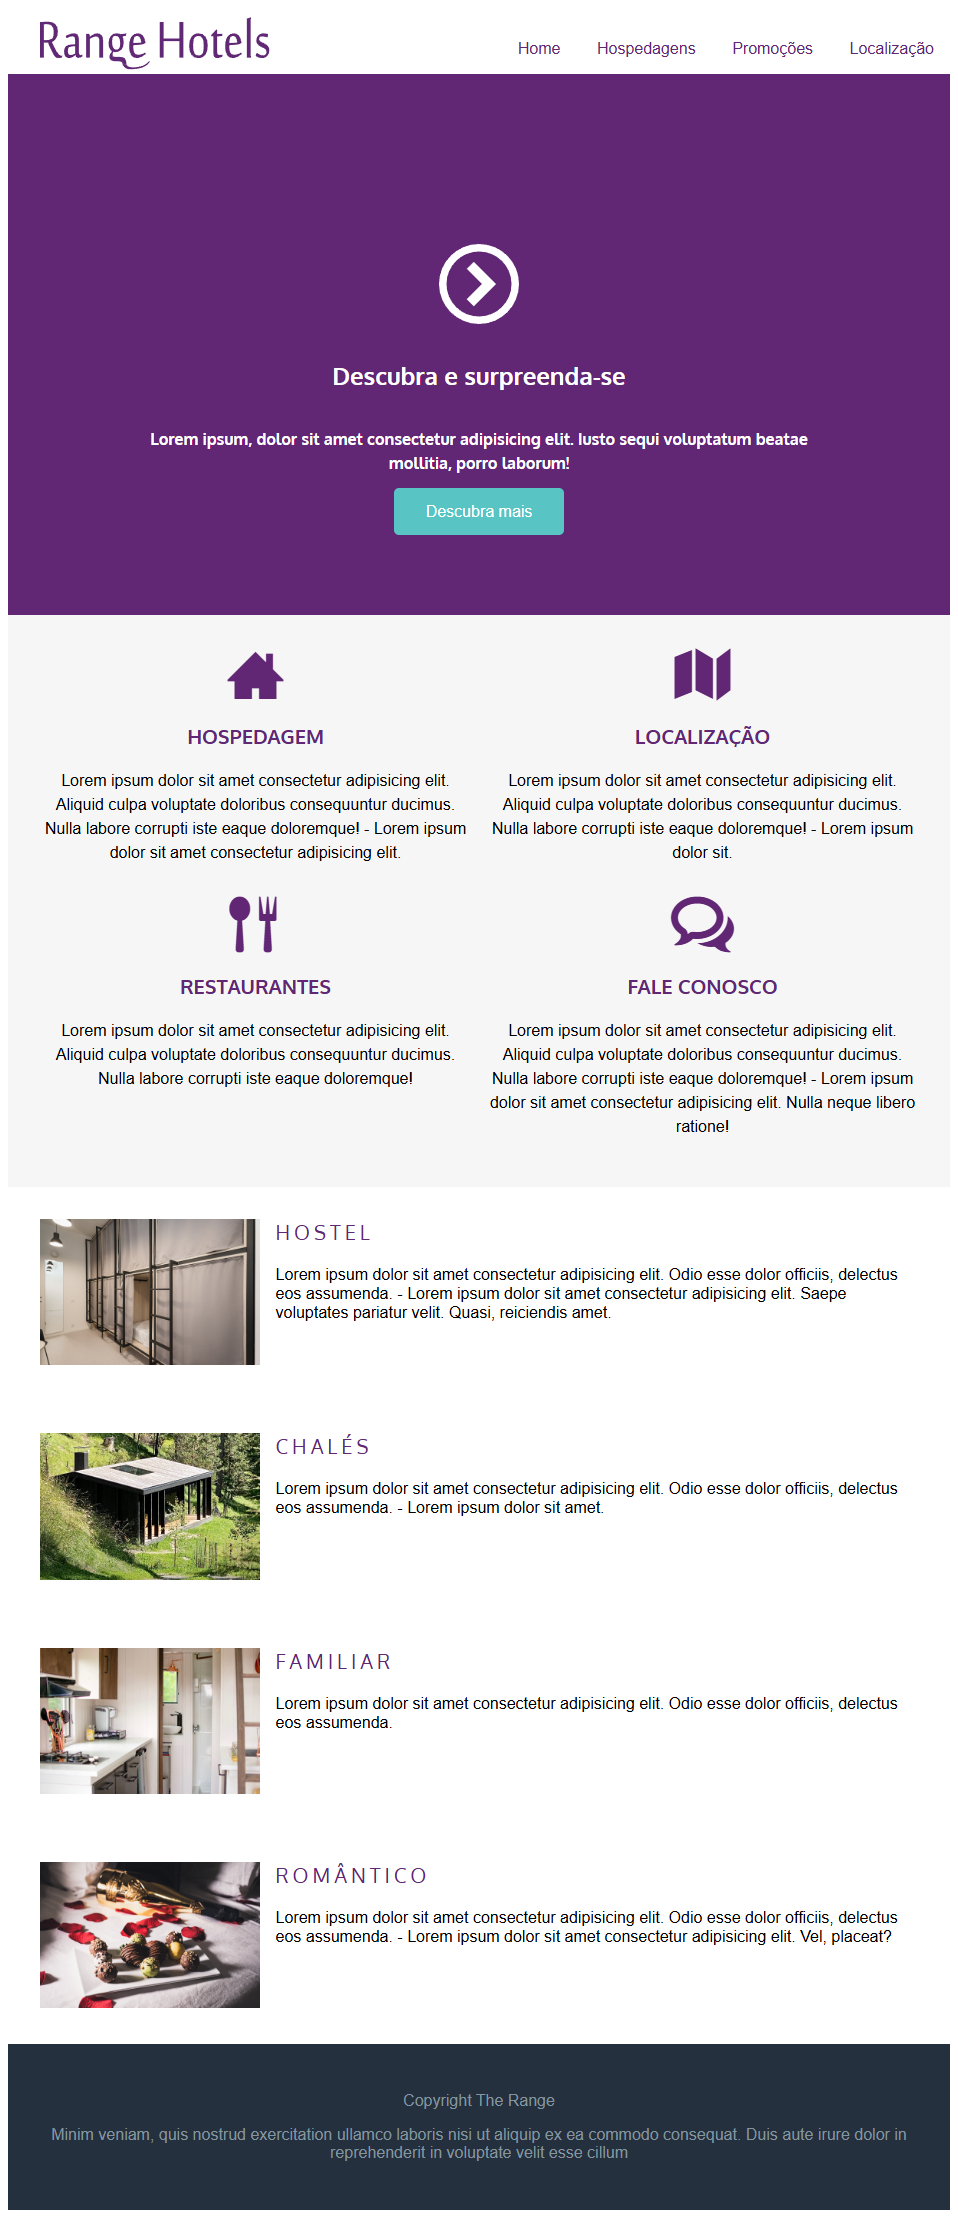 Range Hotels
Home Hospedagens Promoções Localização
Descubra e surpreenda-se
Lorem ipsum, dolor sit amet consectetur adipisicing elit. Iusto sequi voluptatum beatae
mollitia, porro laborum!
Descubra mais
HOSPEDAGEM
Lorem ipsum dolor sit amet consectetur adipisicing elit.
Aliquid culpa voluptate doloribus consequuntur ducimus.
Nulla labore corrupti iste eaque doloremque! - Lorem ipsum
dolor sit amet consectetur adipisicing elit.
LOCALIZAÇÃO
Lorem ipsum dolor sit amet consectetur adipisicing elit.
Aliquid culpa voluptate doloribus consequuntur ducimus.
Nulla labore corrupti iste eaque doloremque! - Lorem ipsum
dolor sit.
RESTAURANTES
Lorem ipsum dolor sit amet consectetur adipisicing elit.
Aliquid culpa voluptate doloribus consequuntur ducimus.
Nulla labore corrupti iste eaque doloremque!
FALE CONOSCO
Lorem ipsum dolor sit amet consectetur adipisicing elit.
Aliquid culpa voluptate doloribus consequuntur ducimus.
Nulla labore corrupti iste eaque doloremque! - Lorem ipsum
dolor sit amet consectetur adipisicing elit. Nulla neque libero
ratione!
HOSTEL
Lorem ipsum dolor sit amet consectetur adipisicing elit. Odio esse dolor officiis, delectus
eos assumenda. - Lorem ipsum dolor sit amet consectetur adipisicing elit. Saepe
voluptates pariatur velit. Quasi, reiciendis amet.
CHALÉS
Lorem ipsum dolor sit amet consectetur adipisicing elit. Odio esse dolor officiis, delectus
eos assumenda. - Lorem ipsum dolor sit amet.
FAMILIAR
Lorem ipsum dolor sit amet consectetur adipisicing elit. Odio esse dolor officiis, delectus
eos assumenda.
ROMÂNTICO
Lorem ipsum dolor sit amet consectetur adipisicing elit. Odio esse dolor officiis, delectus
eos assumenda. - Lorem ipsum dolor sit amet consectetur adipisicing elit. Vel, placeat?
Copyright The Range
Minim veniam, quis nostrud exercitation ullamco laboris nisi ut aliquip ex ea commodo consequat. Duis aute irure dolor in
reprehenderit in voluptate velit esse cillum